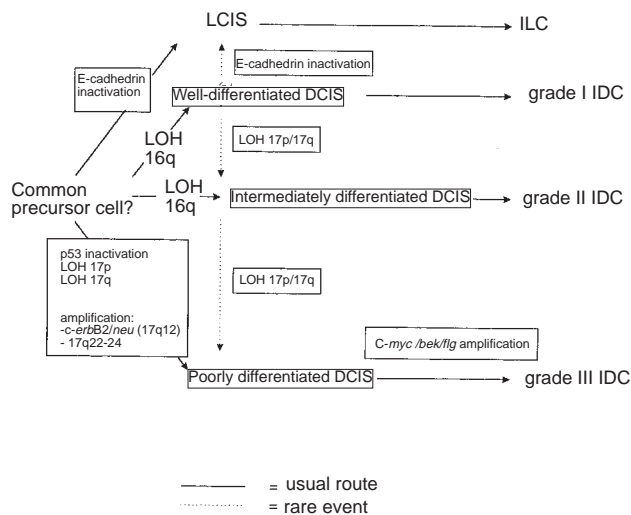 LCIS
ILC
E-cadhedrin
inactivation
E-cadhedrin inactivation
Well-differentiated DCIS
grade I IDC
LOH
16q
LOH 17p/17q
Common
precursor cell?
LOH
16q
Intermediately differentiated DCIS
grade II IDC
p53 inactivation
LOH 17p
LOH 17q
amplification:
-c-erbB2/neu (17q12)
- 17q22-24
LOH 17p/17q
C-myc /bek/flg amplification
Poorly differentiated DCIS
grade III IDC
= usual route
= rare event